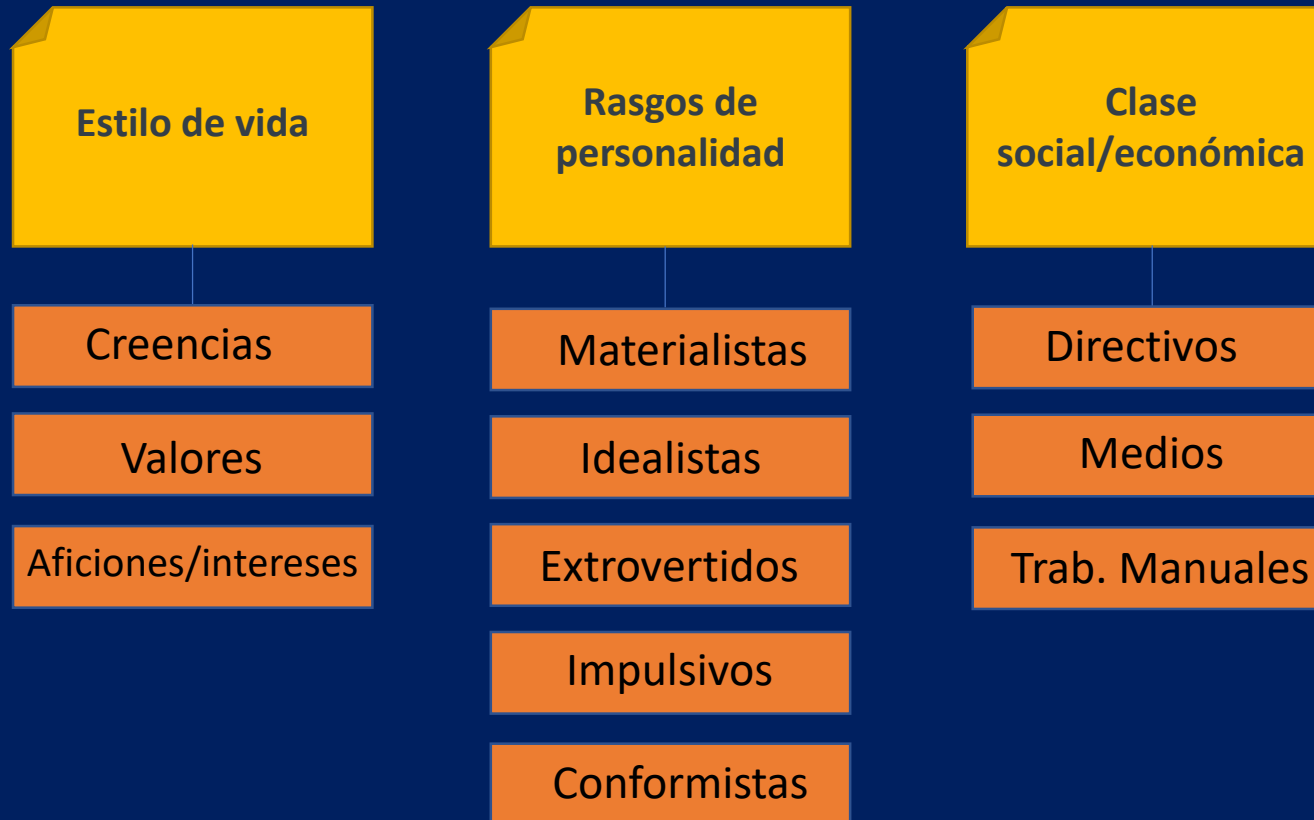 Estilo de vida
Creencias
Valores
Aficiones/intereses
Rasgos de
personalidad
Materialistas
Idealistas
Extrovertidos
Impulsivos
Conformistas
Clase
social/económica
Directivos
Medios
Trab. Manuales